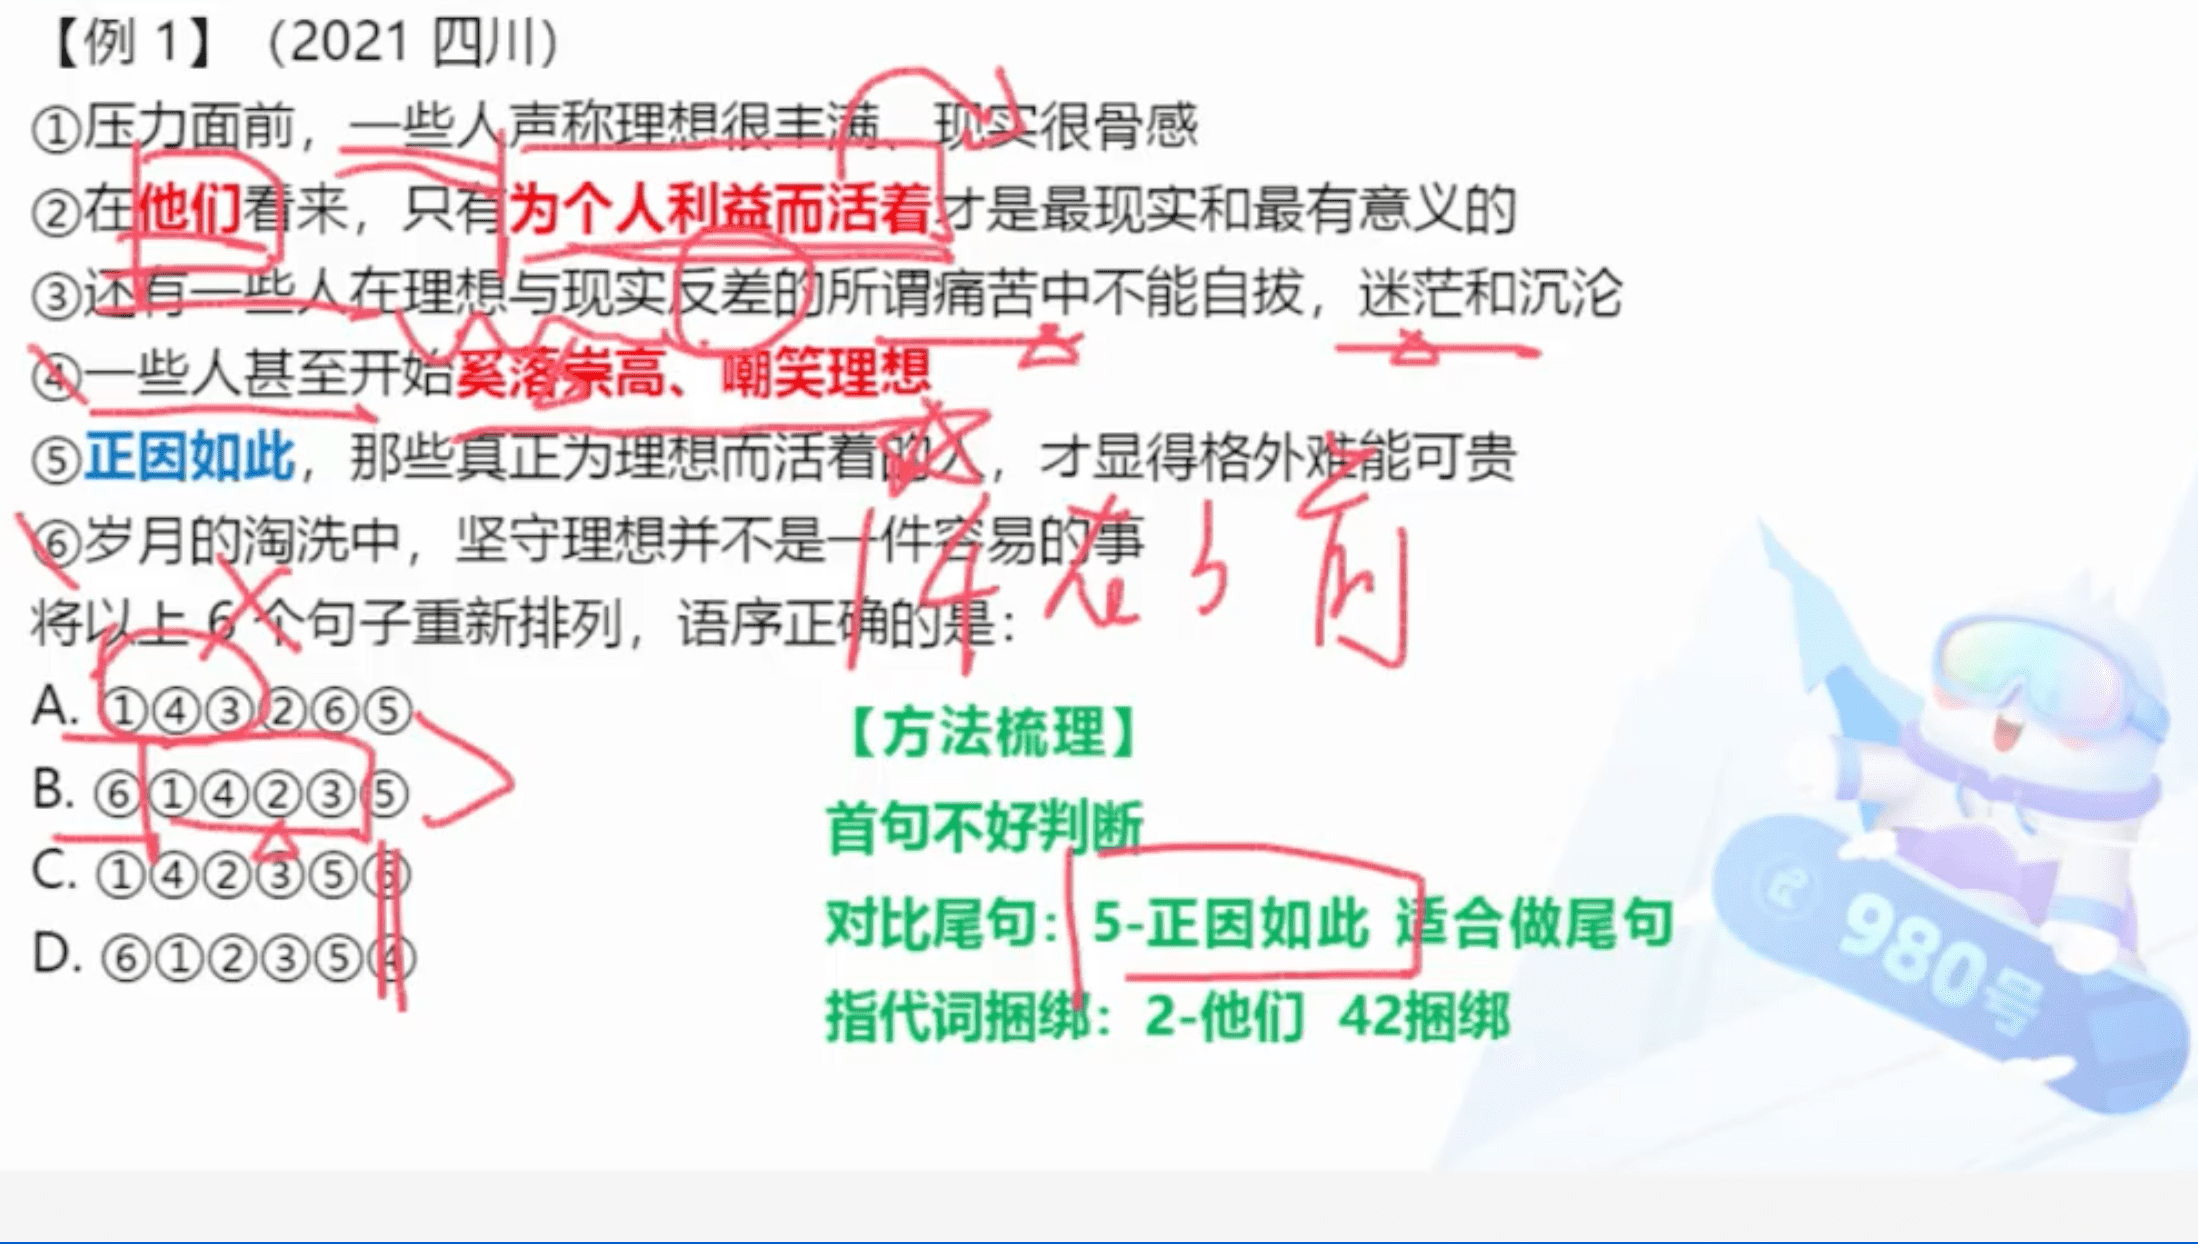 【例 1】（2021 四川）
①压力面前，一些人声称理想很丰满、现实很骨感
②在他们看来，只有为个人利益而活着才是最现实和最有意义的
③还有一些人在理想与现实反差的所谓痛苦中不能自拔，迷茫和沉沦
④一些人甚至开始奚落崇高、嘲笑理想
⑤正因如此，那些真正为理想而活着的人，才显得格外难能可贵
⑥岁月的淘洗中，坚守理想并不是一件容易的事
14在3前
将以上 6 个句子重新排列，语序正确的是：
A. ①④③②⑥⑤
B. ⑥①④②③⑤
C. ①④②③⑤⑥
D. ⑥①②③⑤④
【方法梳理】
首句不好判断
对比尾句：5-正因如此 适合做尾句
指代词捆绑：2-他们 42捆绑
980号